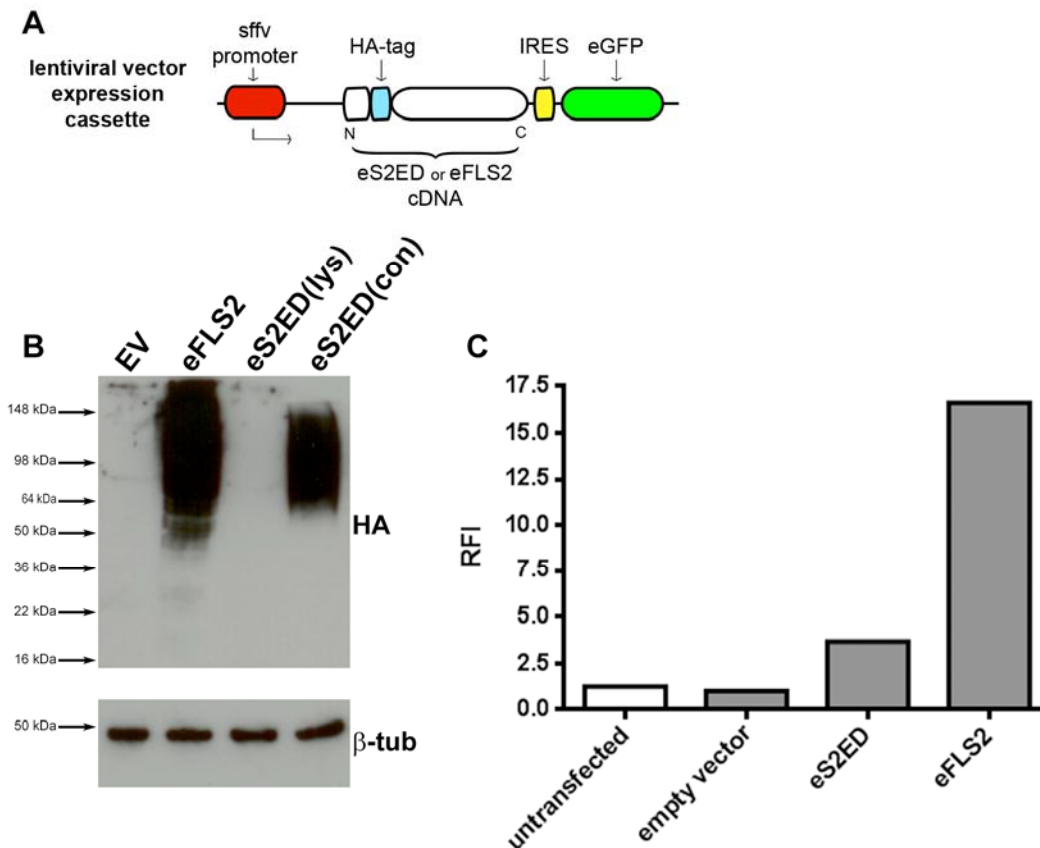 A
lentiviral vector
expression
cassette
sffv
promoter
HA-tag
IRES
eGFP
N
C
eS2ED or eFLS2
cDNA
B
EV
eFLS2
eS2ED(lys)
eS2ED(con)
148 kDa
98 kDa
64 kDa
50 kDa
36 kDa
22 kDa
16 kDa
HA
50 kDa
β-tub
C
RFI
17.5
15.0
12.5
10.0
7.5
5.0
2.5
0.0
untransfected
empty vector
eS2ED
eFLS2